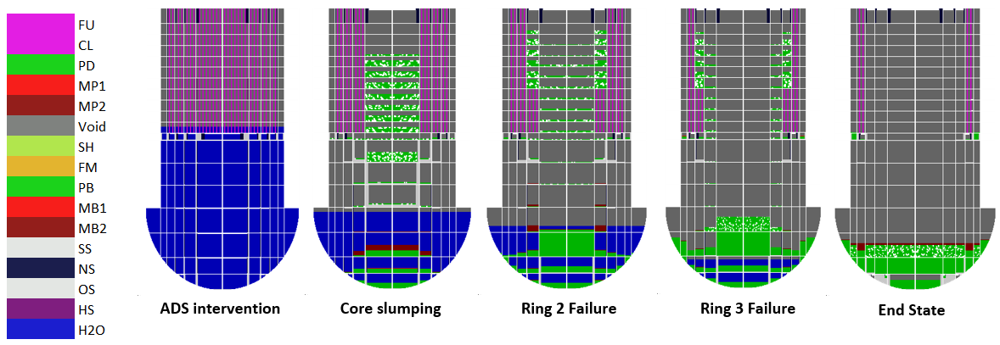 FU
CL
PD
MP1
MP2
Void
SH
FM
PB
MB1
MB2
SS
NS
OS
HS
H2O
ADS intervention
Core slumping
Ring 2 Failure
Ring 3 Failure
End State